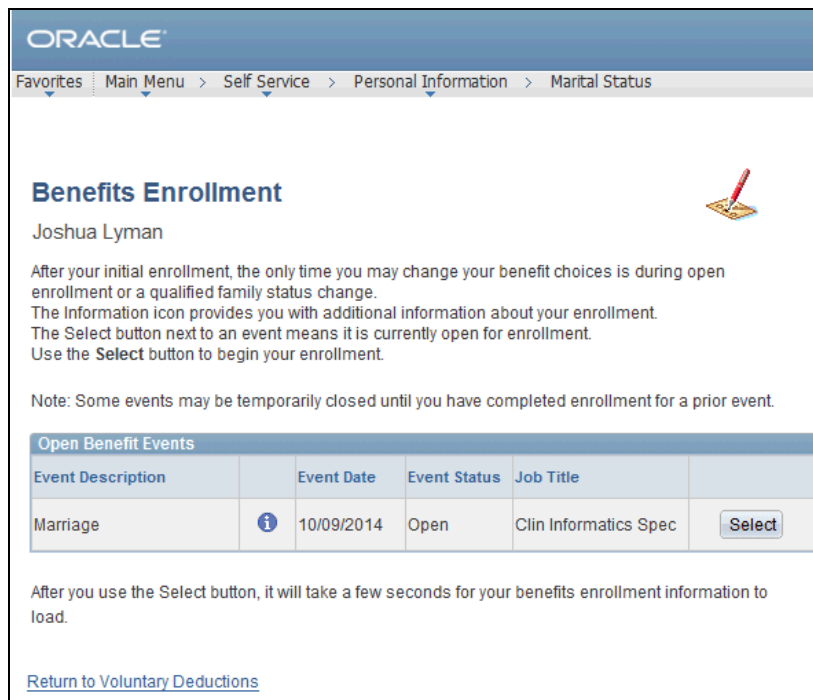 ORACLE
Favorites Main Menu > Self Service > Personal Information > Marital Status
Benefits Enrollment
Joshua Lyman
After your initial enrollment, the only time you may change your benefit choices is during open
enrollment or a qualified family status change.
The Information icon provides you with additional information about your enrollment.
The Select button next to an event means it is currently open for enrollment.
Use the Select button to begin your enrollment.
Note: Some events may be temporarily closed until you have completed enrollment for a prior event.
Open Benefit Events
Event Description Event Date Event Status Job Title
Marriage i 10/09/2014 Open Clin Informatics Spec Select
After you use the Select button, it will take a few seconds for your benefits enrollment information to
load.
Return to Voluntary Deductions